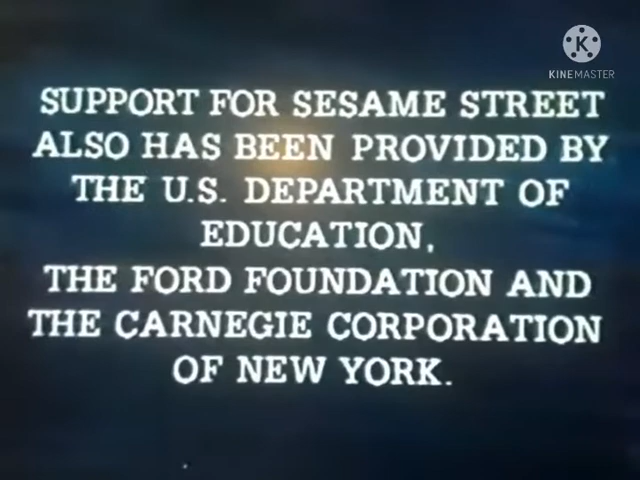 KINEMASTER
SUPPORT FOR SESAME STREET
ALSO HAS BEEN PROVIDED BY
THE U.S. DEPARTMENT OF
EDUCATION,
THE FORD FOUNDATION AND
THE CARNEGIE CORPORATION
OF NEW YORK.